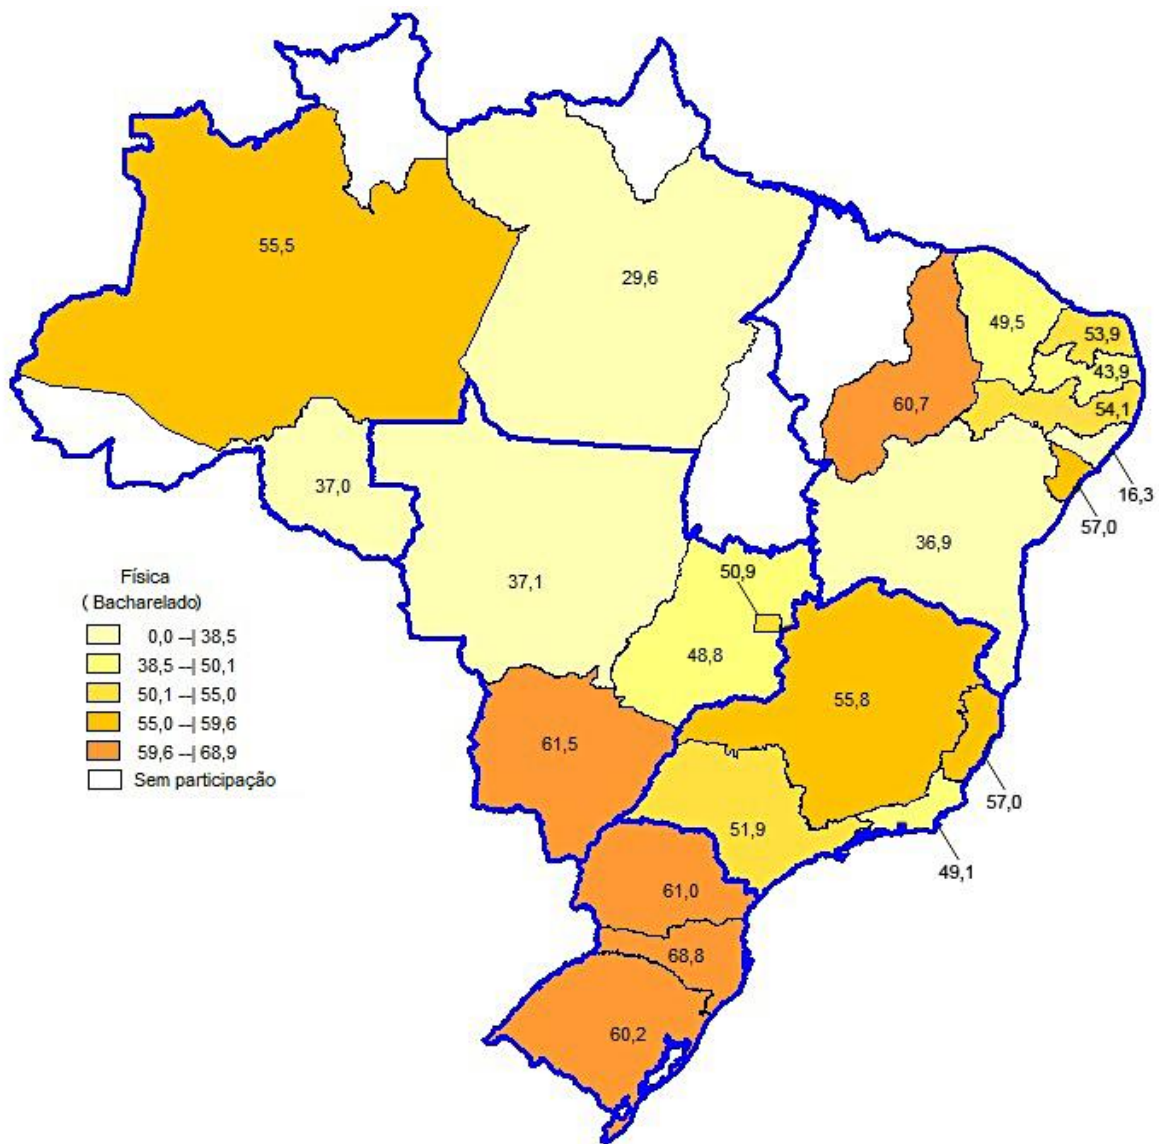 55,5
29,6
49,5
53,9
43,9
60,7
54,1
37,0
16,3
57,0
36,9
37,1
50,9
48,8
55,8
61,5
57,0
51,9
49,1
61,0
68,8
60,2
Física
( Bacharelado)
0,0 --| 38,5
38,5 --| 50,1
50,1 --| 55,0
55,0 --| 59,6
59,6 --| 68,9
Sem participação